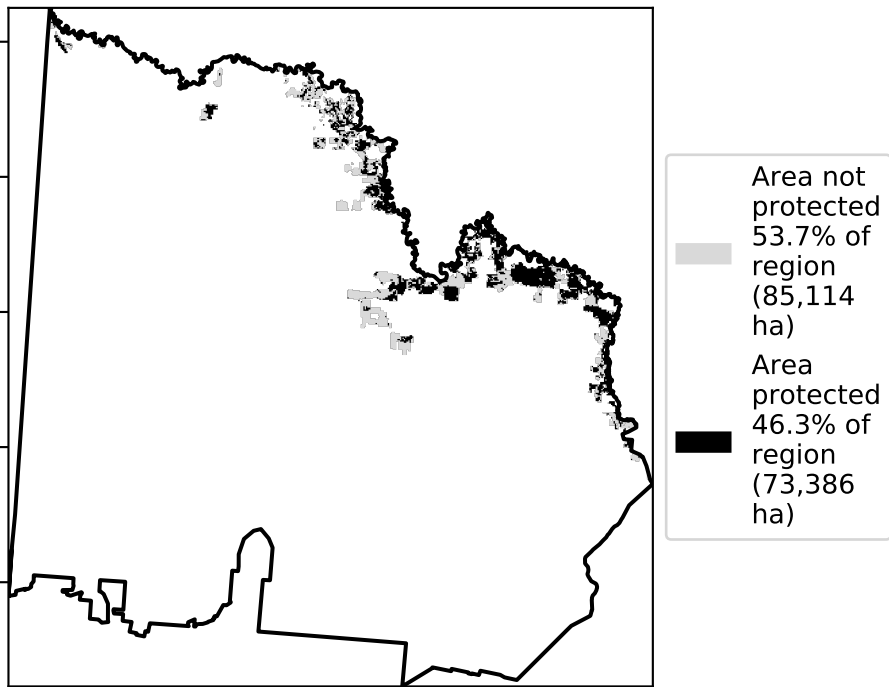 Area not
protected
53.7% of
region
(85,114
ha)
Area
protected
46.3% of
region
(73,386
ha)